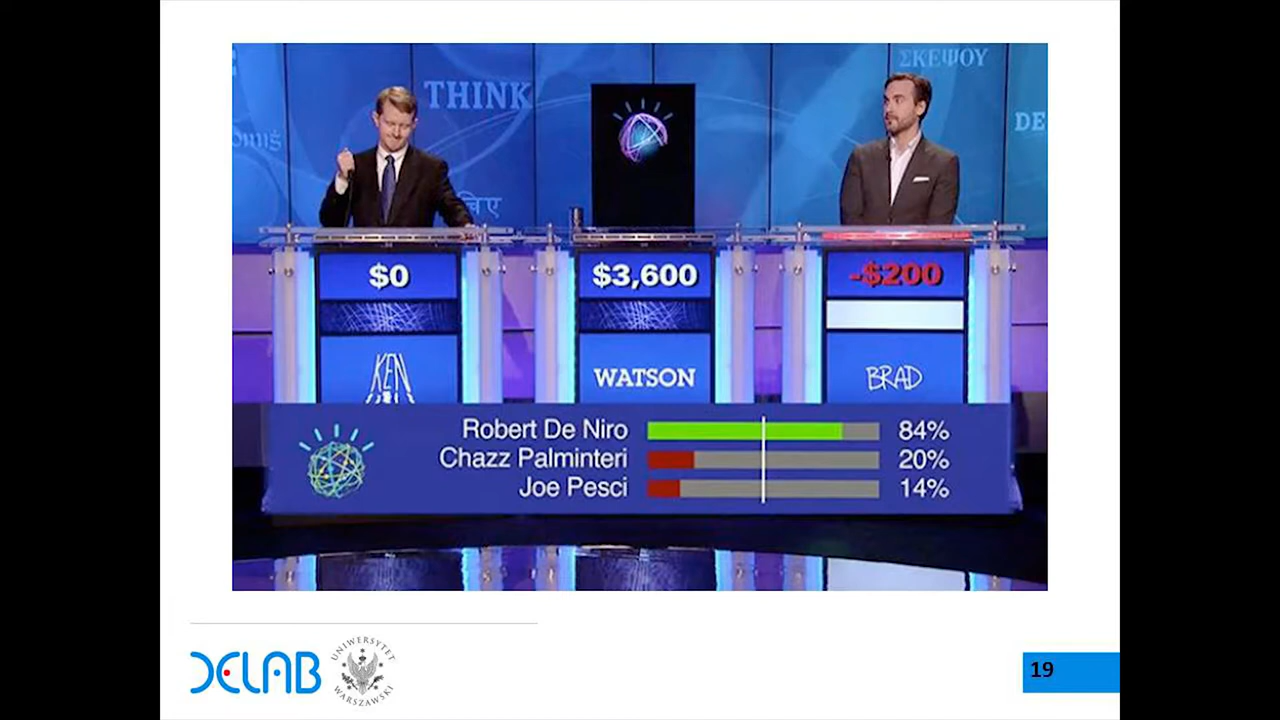 THINK
ΣΚΕΨΟΥ
DE
$0
$3,600
-$200
KEN
WATSON
BRAD
Robert De Niro 84%
Chazz Palminteri 20%
Joe Pesci 14%
DELAB
UNIWERSYTET WARSZAWSKI
19